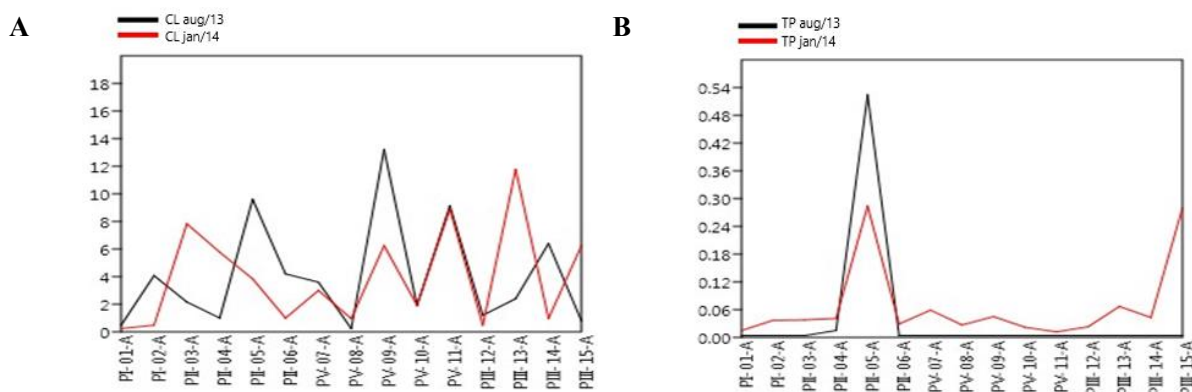 A
CL aug/13
CL jan/14
18
16
14
12
10
8
6
4
2
0
PI-01-A
PI-02-A
PII-03-A
PII-04-A
PII-05-A
PII-06-A
PV-07-A
PV-08-A
PV-09-A
PV-10-A
PV-11-A
PIII-12-A
PIII-13-A
PIII-14-A
PIII-15-A
B
TP aug/13
TP jan/14
0.54
0.48
0.42
0.36
0.30
0.24
0.18
0.12
0.06
0.00
PI-01-A
PI-02-A
PII-03-A
PII-04-A
PII-05-A
PII-06-A
PV-07-A
PV-08-A
PV-09-A
PV-10-A
PV-11-A
PIII-12-A
PIII-13-A
PIII-14-A
PIII-15-A